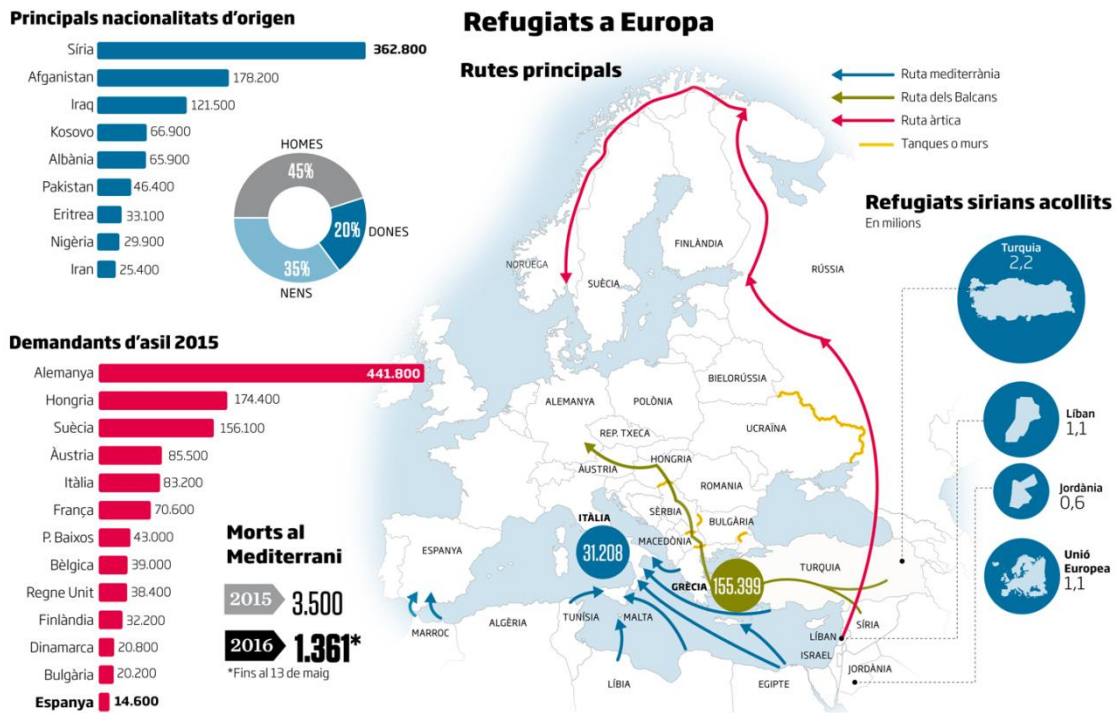 Principals nacionalitats d'origen
Síria 362.800
Afganistan 178.200
Iraq 121.500
Kosovo 66.900
Albània 65.900
Pakistan 46.400
Eritrea 33.100
Nigèria 29.900
Iran 25.400
HOMES
45%
20% DONES
35%
NENS
Demandants d'asil 2015
Alemanya 441.800
Hongria 174.400
Suècia 156.100
Àustria 85.500
Itàlia 83.200
França 70.600
P. Baixos 43.000
Bèlgica 39.000
Regne Unit 38.400
Finlàndia 32.200
Dinamarca 20.800
Bulgària 20.200
Espanya 14.600
Morts al
Mediterrani
2015 3.500
2016 1.361*
*Fins al 13 de maig
Refugiats a Europa
Rutes principals
Ruta mediterrània
Ruta dels Balcans
Ruta àrtica
Tanques o murs
NORUEGA
SUÈCIA
FINLÀNDIA
RÚSSIA
BIELORÚSSIA
ALEMANYA
POLÒNIA
UCRAÏNA
REP. TXECA
HONGRIA
ÀUSTRIA
ROMANIA
SÈRBIA
ITÀLIA
31.208
BULGÀRIA
MACEDÒNIA
ESPANYA
GRÈCIA
155.399
TURQUIA
MARROC
ALGÈRIA
TUNÍSIA
MALTA
SÍRIA
LÍBAN
ISRAEL
JORDÀNIA
LÍBIA
EGIPTE
Refugiats sirians acollits
En milions
Turquia
2,2
Líban
1,1
Jordània
0,6
Unió
Europea
1,1